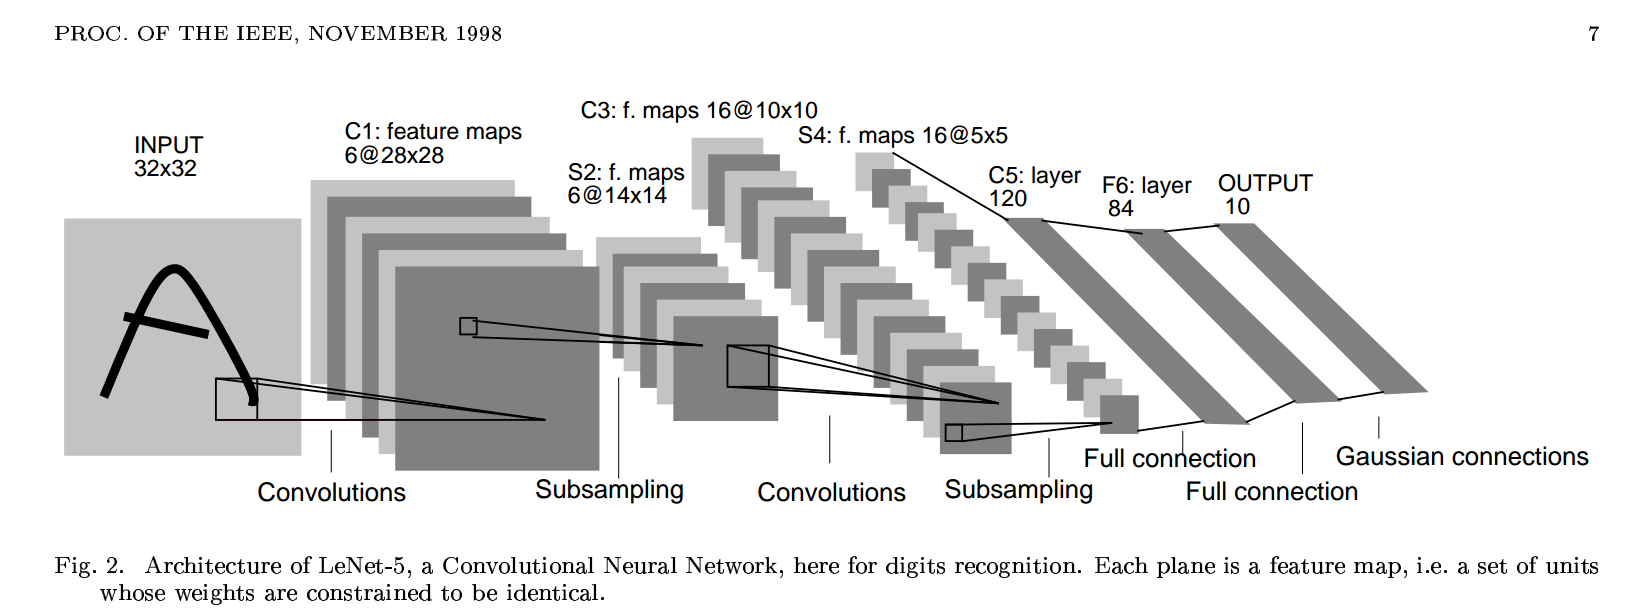 PROC. OF THE IEEE, NOVEMBER 1998
7
INPUT
32x32
C1: feature maps
6@28x28
S2: f. maps
6@14x14
C3: f. maps 16@10x10
S4: f. maps 16@5x5
C5: layer
120
F6: layer
84
OUTPUT
10
Convolutions
Subsampling
Convolutions
Subsampling
Full connection
Full connection
Gaussian connections
Fig. 2. Architecture of LeNet-5, a Convolutional Neural Network, here for digits recognition. Each plane is a feature map, i.e. a set of units
whose weights are constrained to be identical.